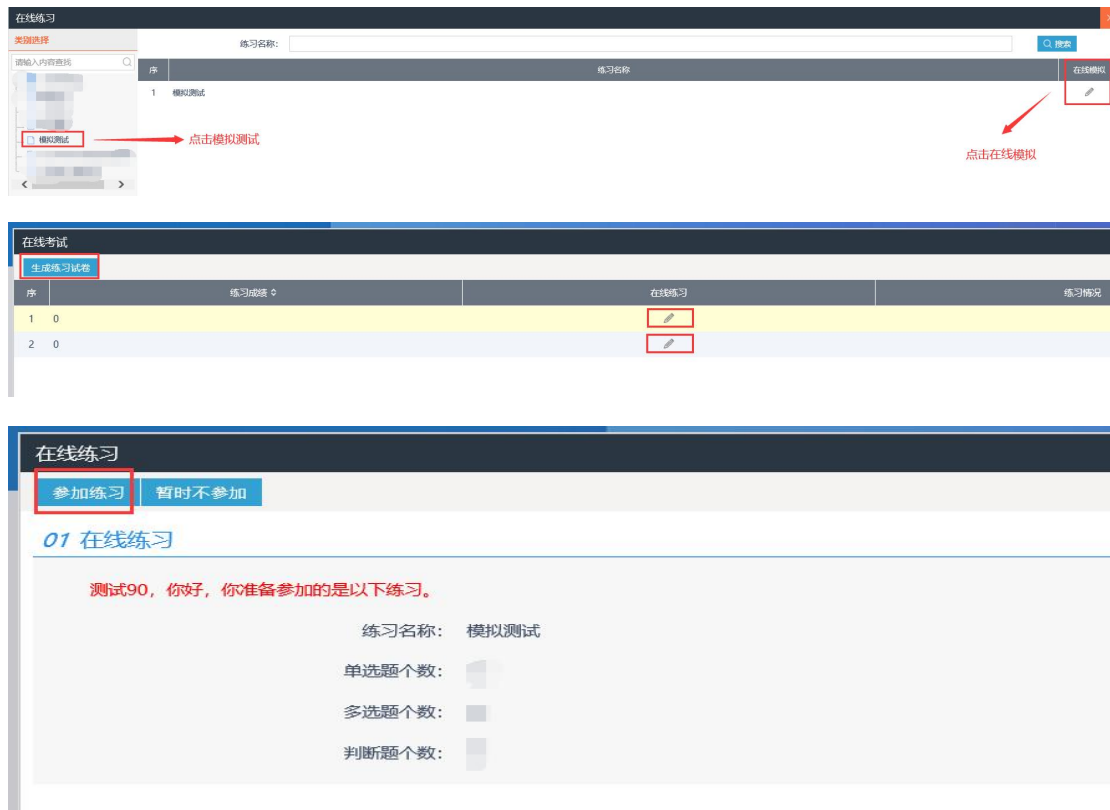 在线练习
类别选择
练习名称：
搜索
请输入内容查找
序 练习名称 在线模拟
1 模拟测试
模拟测试
点击模拟测试
点击在线模拟
在线考试
生成练习试卷
序 练习成绩 在线练习 练习情况
1 0
2 0
在线练习
参加练习 暂时不参加
01 在线练习
测试90，你好，你准备参加的是以下练习。
练习名称： 模拟测试
单选题个数：
多选题个数：
判断题个数：